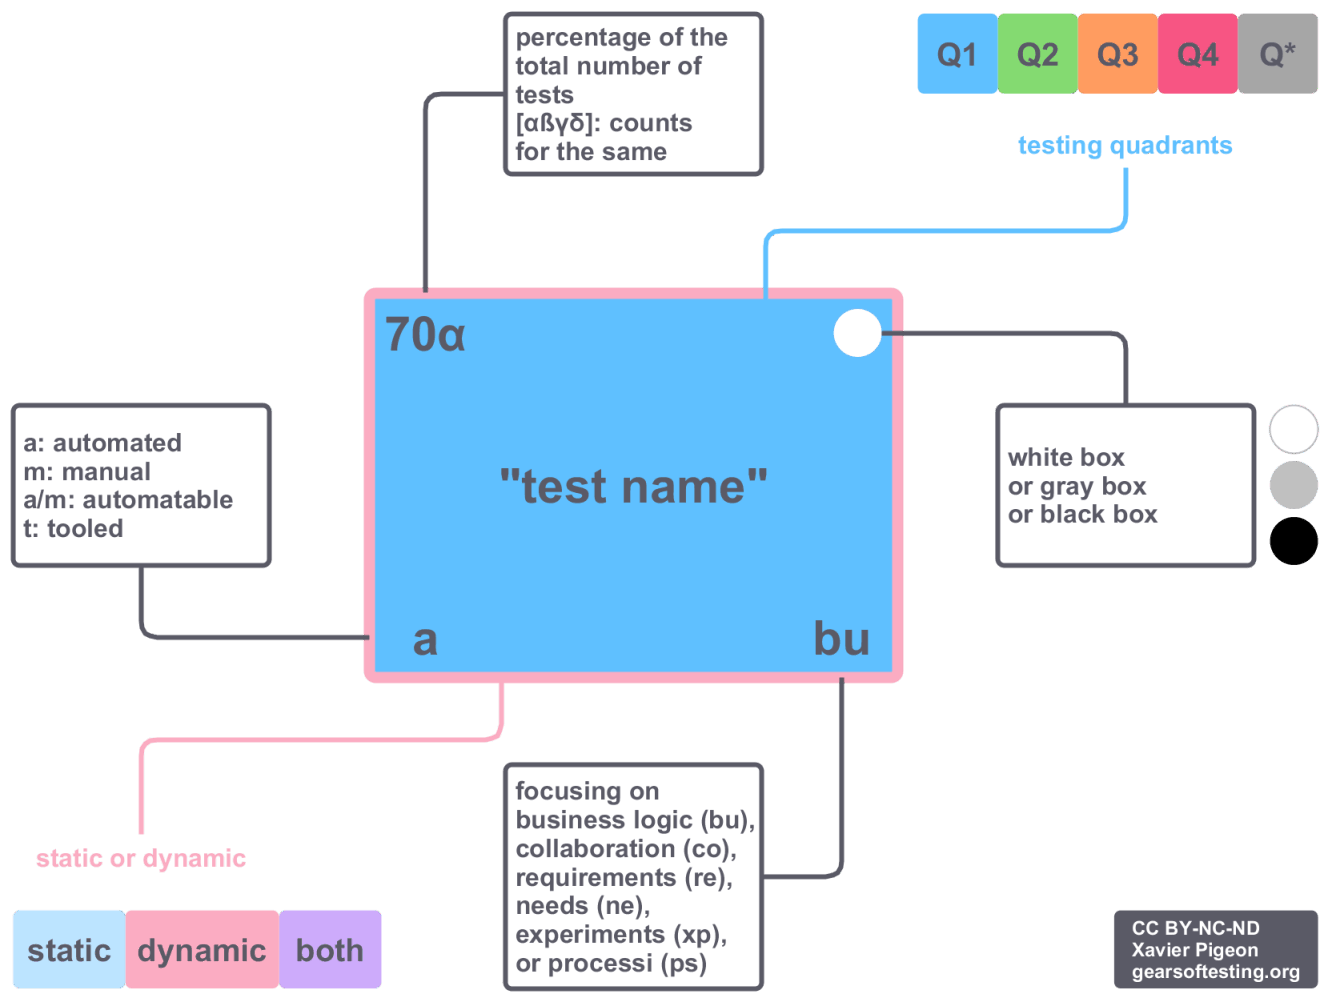 percentage of the
total number of
tests
[αßγδ]: counts
for the same
Q1 Q2 Q3 Q4 Q*
testing quadrants
70α
a: automated
m: manual
a/m: automatable
t: tooled
"test name"
white box
or gray box
or black box
a
bu
focusing on
business logic (bu),
collaboration (co),
requirements (re),
needs (ne),
experiments (xp),
or processi (ps)
static or dynamic
static dynamic both
CC BY-NC-ND
Xavier Pigeon
gearsoftesting.org